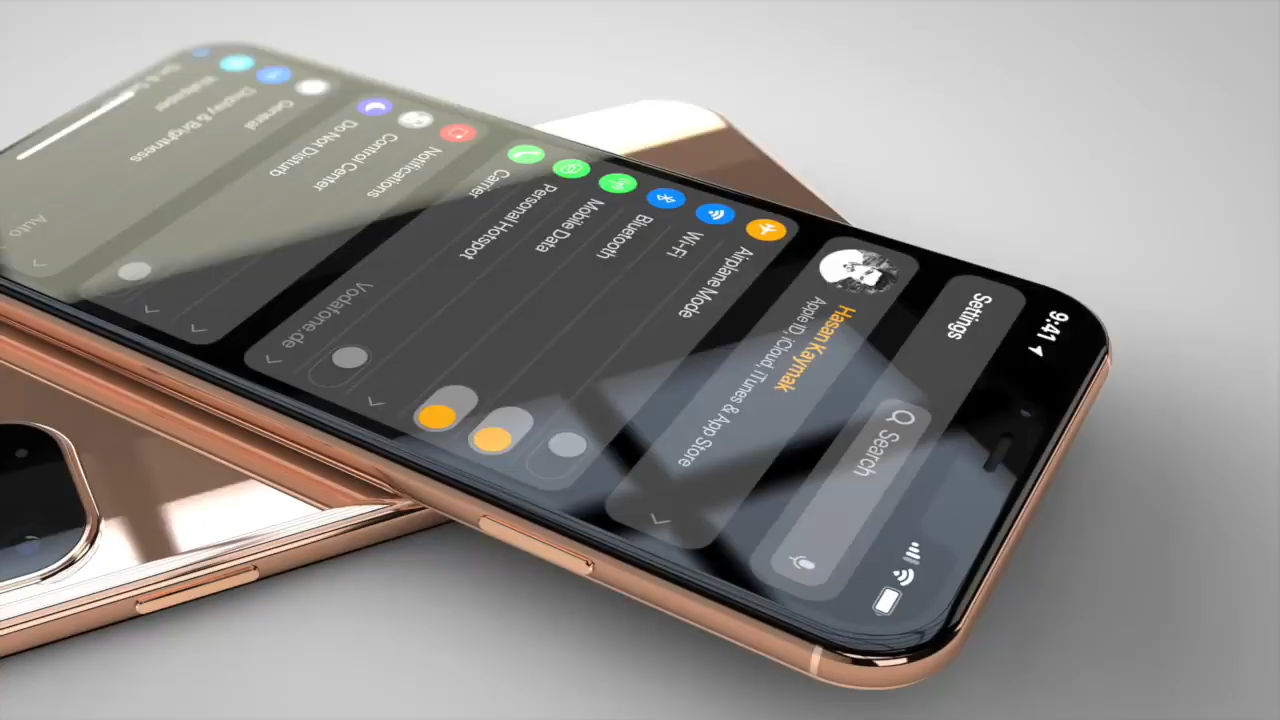 9:41
Settings
Search
Hasan Kaymak
Apple ID, iCloud, iTunes & App Store
Airplane Mode
Wi-Fi
Bluetooth
Mobile Data
Personal Hotspot
Carrier
Vodafone.de
Notifications
Control Center
Do Not Disturb
General
Display & Brightness
Auto
Wallpaper